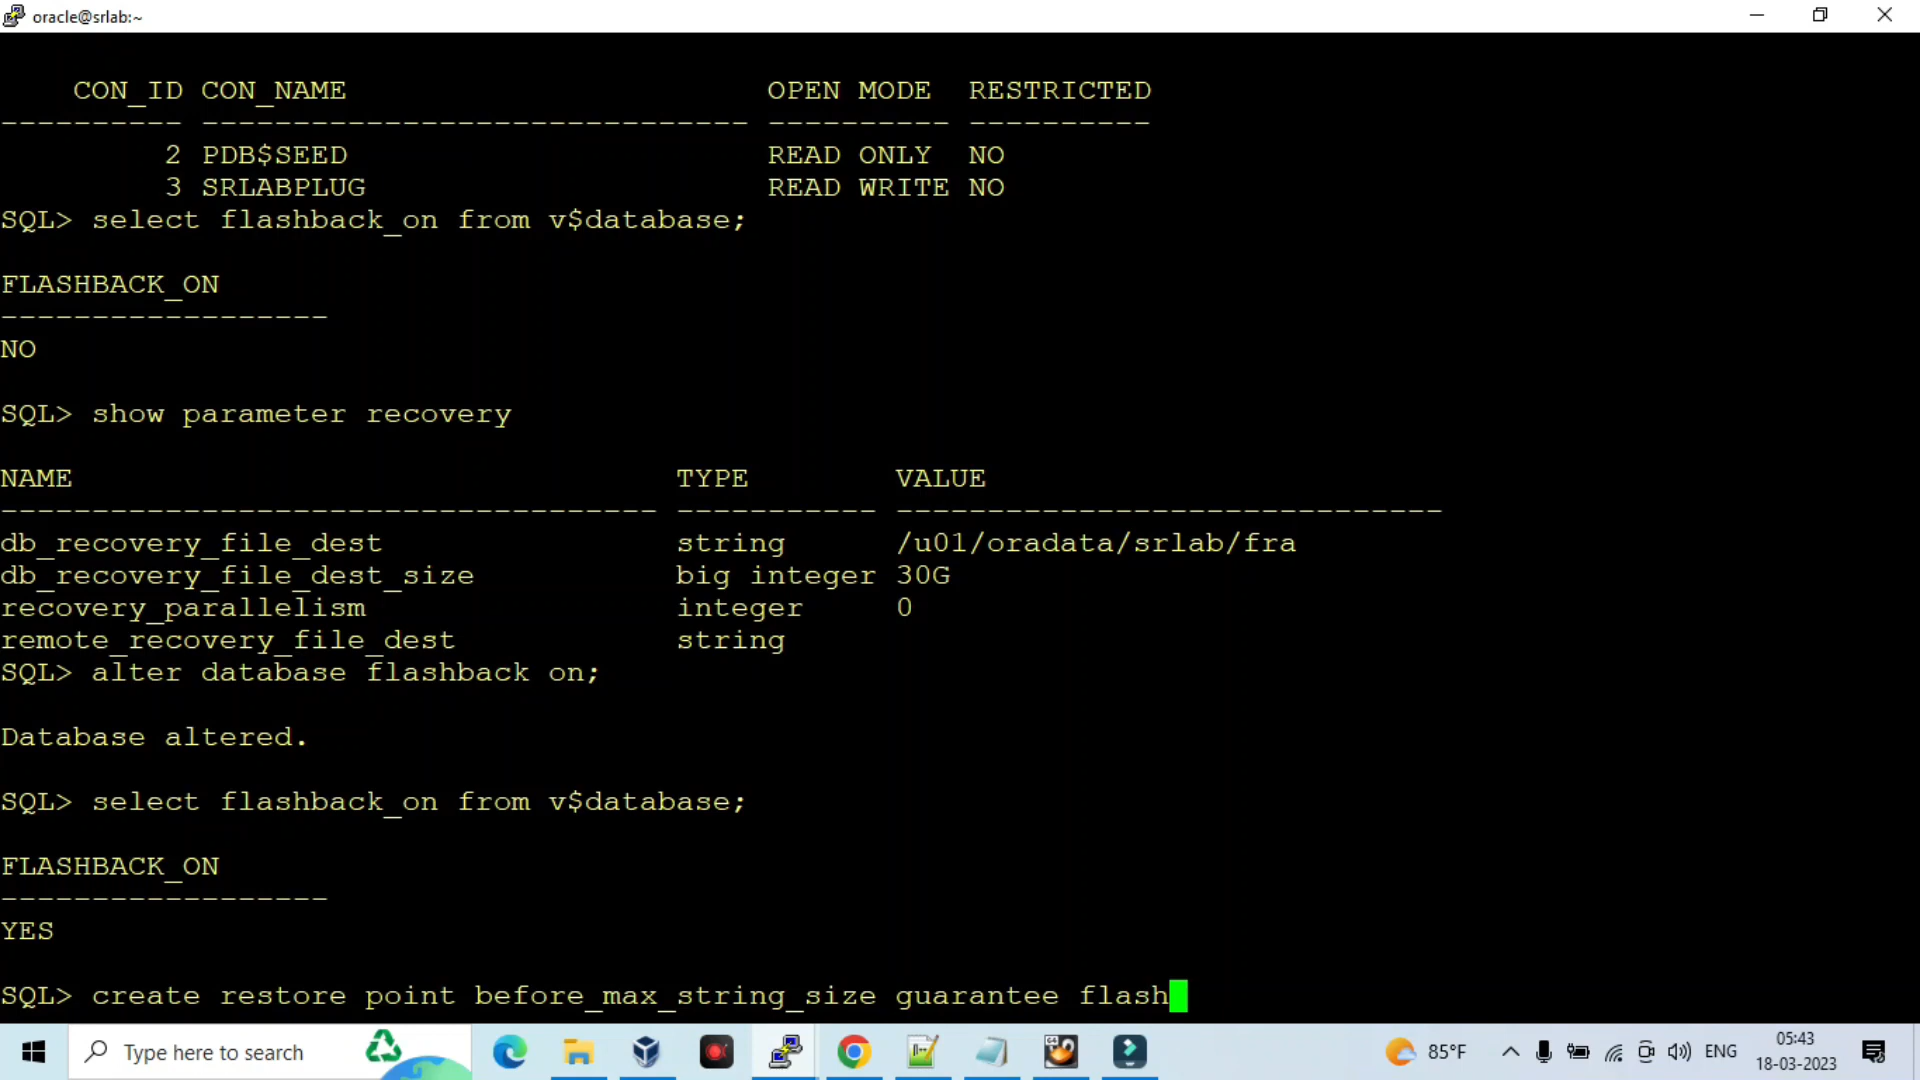 oracle@srlab:~
CON_ID CON_NAME OPEN MODE RESTRICTED
---------- ------------------------------ ---------- ----------
2 PDB$SEED READ ONLY NO
3 SRLABPLUG READ WRITE NO
SQL> select flashback_on from v$database;
FLASHBACK_ON
------------------
NO
SQL> show parameter recovery
NAME TYPE VALUE
------------------------------------ ----------- ------------------------------
db_recovery_file_dest string /u01/oradata/srlab/fra
db_recovery_file_dest_size big integer 30G
recovery_parallelism integer 0
remote_recovery_file_dest string
SQL> alter database flashback on;
Database altered.
SQL> select flashback_on from v$database;
FLASHBACK_ON
------------------
YES
SQL> create restore point before_max_string_size guarantee flash
Type here to search
85°F
ENG
05:43
18-03-2023